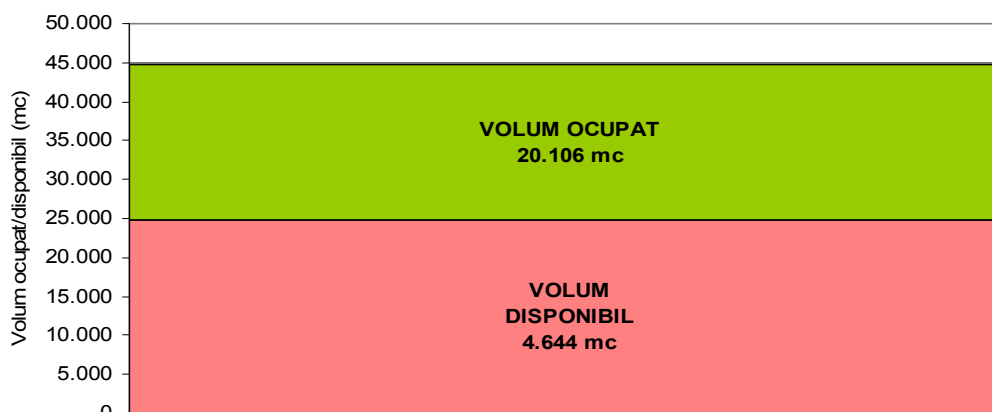 50.000
45.000
40.000
35.000
30.000
25.000
20.000
15.000
10.000
5.000
0
Volum ocupat/disponibil (mc)
VOLUM OCUPAT
20.106 mc
VOLUM
DISPONIBIL
4.644 mc